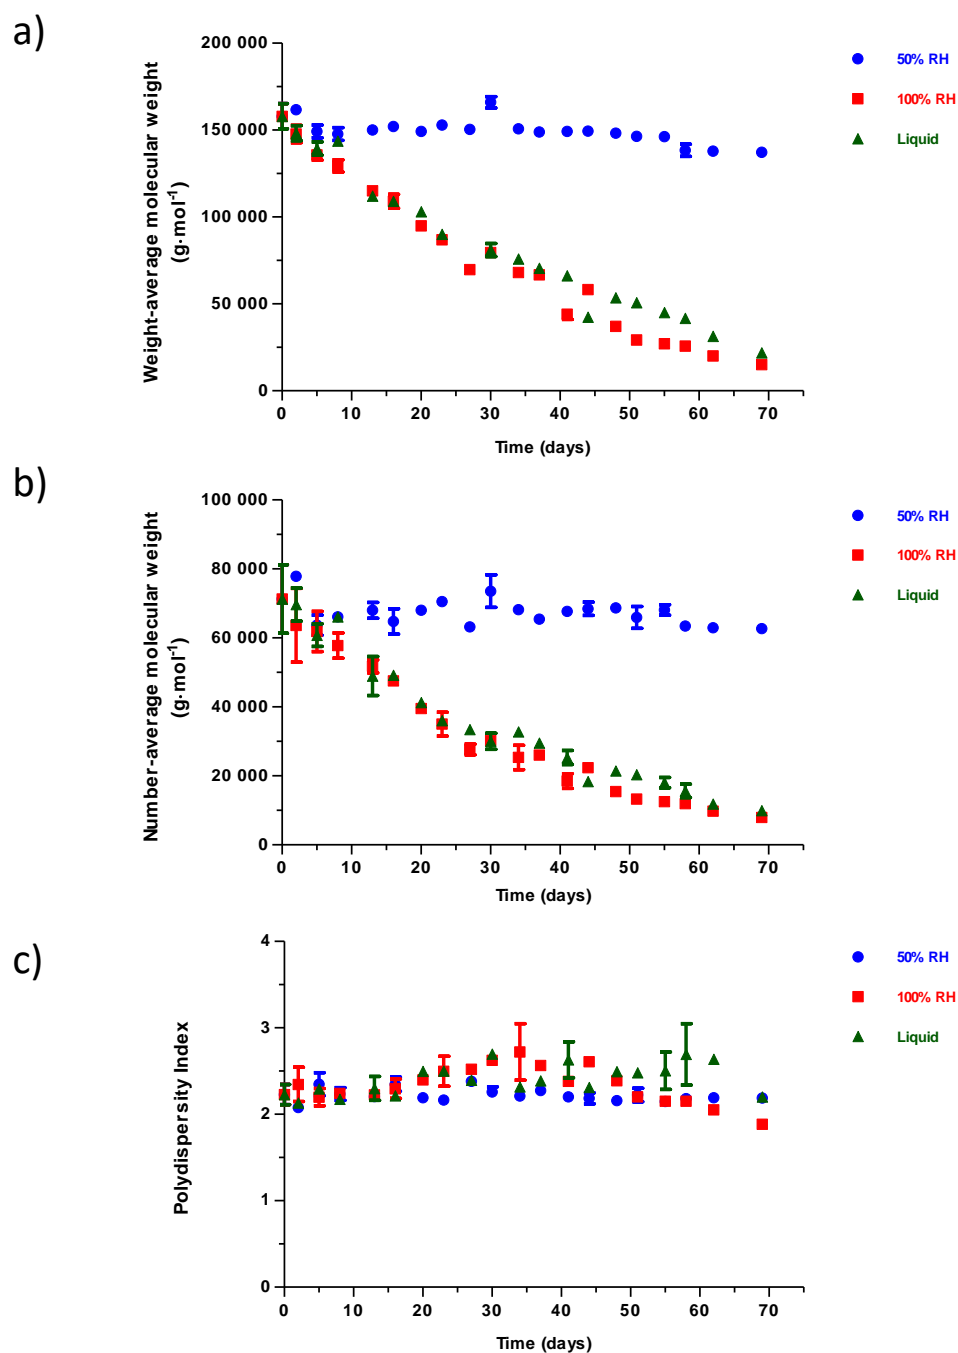 a)
Weight-average molecular weight
(g·mol⁻¹)
200 000
150 000
100 000
50 000
0
0 10 20 30 40 50 60 70
Time (days)
50% RH
100% RH
Liquid
b)
Number-average molecular weight
(g·mol⁻¹)
100 000
80 000
60 000
40 000
20 000
0
0 10 20 30 40 50 60 70
Time (days)
50% RH
100% RH
Liquid
c)
Polydispersity Index
4
3
2
1
0
0 10 20 30 40 50 60 70
Time (days)
50% RH
100% RH
Liquid